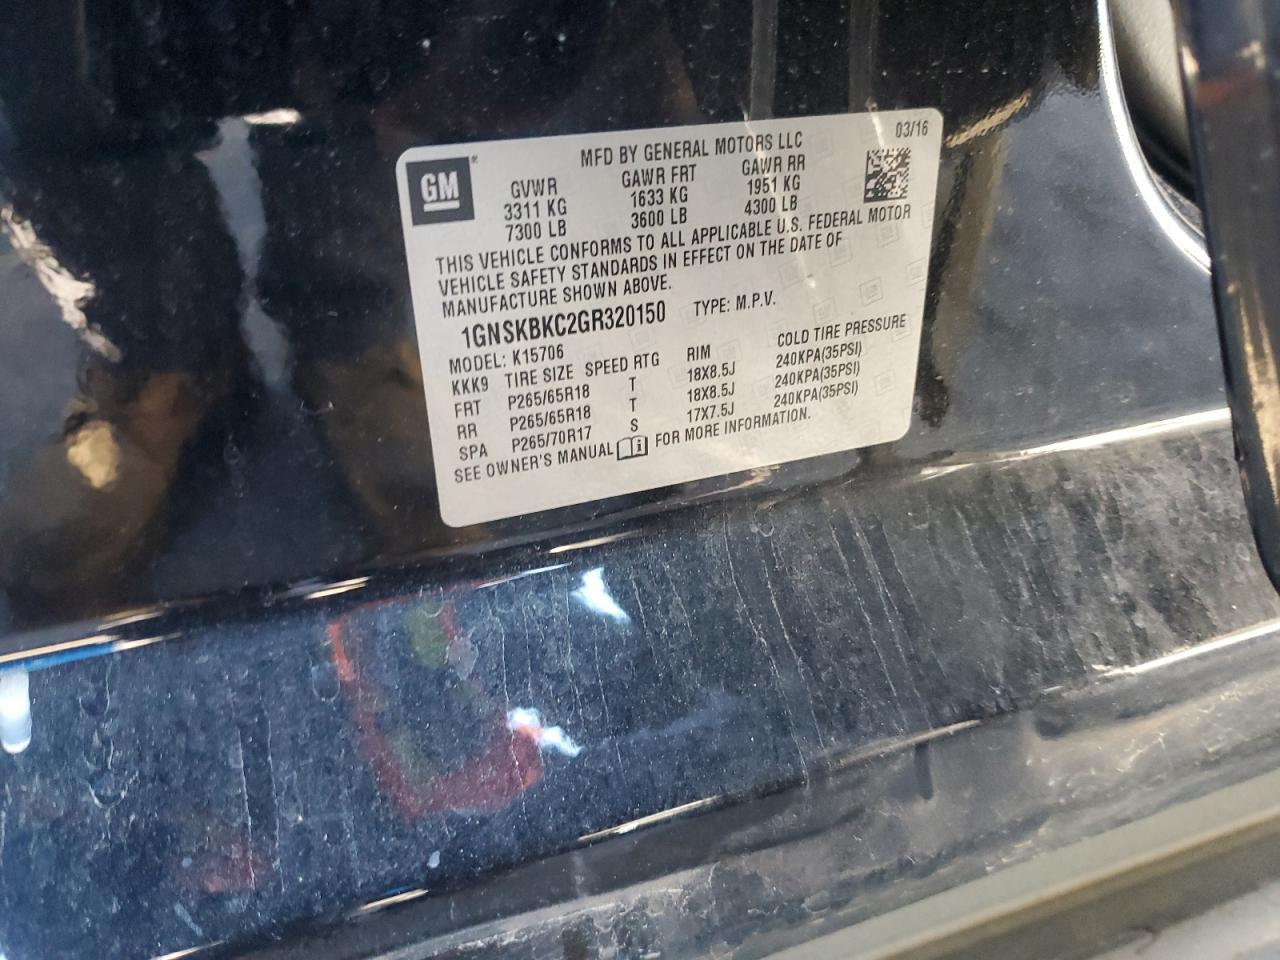 03/16
MFD BY GENERAL MOTORS LLC
GM
GVWR GAWR FRT GAWR RR
3311 KG 1633 KG 1951 KG
7300 LB 3600 LB 4300 LB
THIS VEHICLE CONFORMS TO ALL APPLICABLE U.S. FEDERAL MOTOR
VEHICLE SAFETY STANDARDS IN EFFECT ON THE DATE OF
MANUFACTURE SHOWN ABOVE.
1GNSKBKC2GR320150 TYPE: M.P.V.
MODEL: K15706
KKK9 TIRE SIZE SPEED RTG RIM COLD TIRE PRESSURE
FRT P265/65R18 T 18X8.5J 240KPA(35PSI)
RR P265/65R18 T 18X8.5J 240KPA(35PSI)
SPA P265/70R17 S 17X7.5J 240KPA(35PSI)
SEE OWNER'S MANUAL FOR MORE INFORMATION.